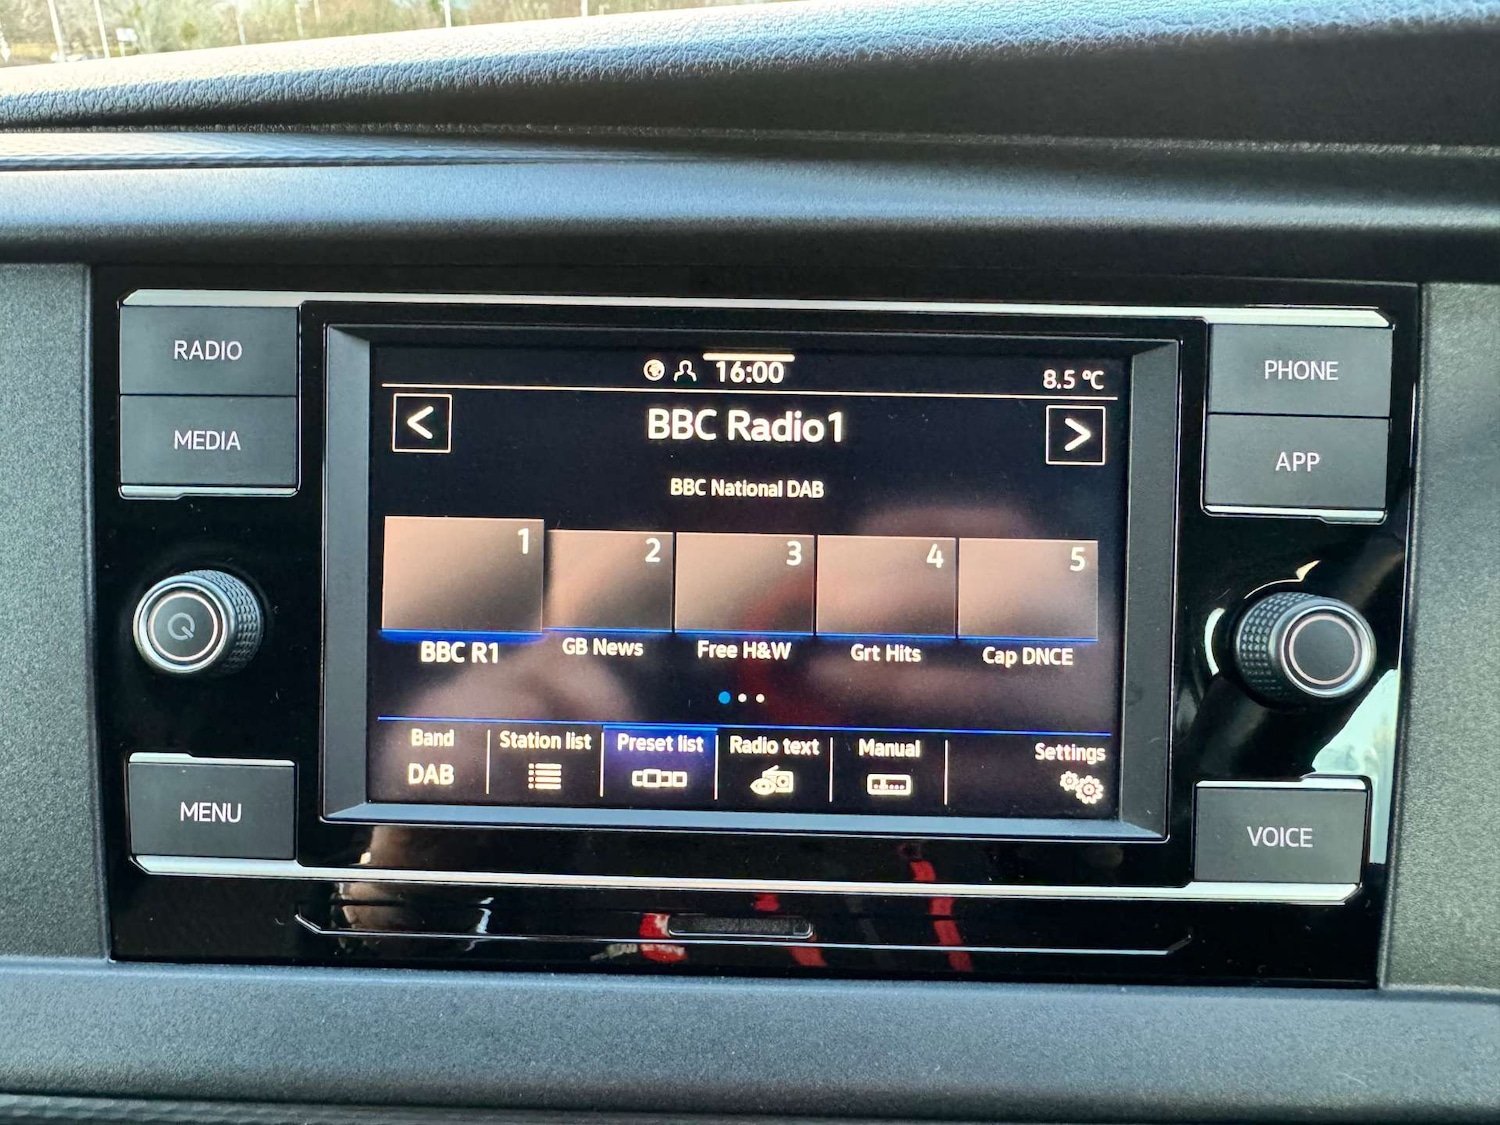 RADIO
MEDIA
MENU
16:00
8.5 ºC
<
BBC Radio1
>
BBC National DAB
1
2
3
4
5
BBC R1
GB News
Free H&W
Grt Hits
Cap DNCE
Band
DAB
Station list
Preset list
Radio text
Manual
Settings
PHONE
APP
VOICE